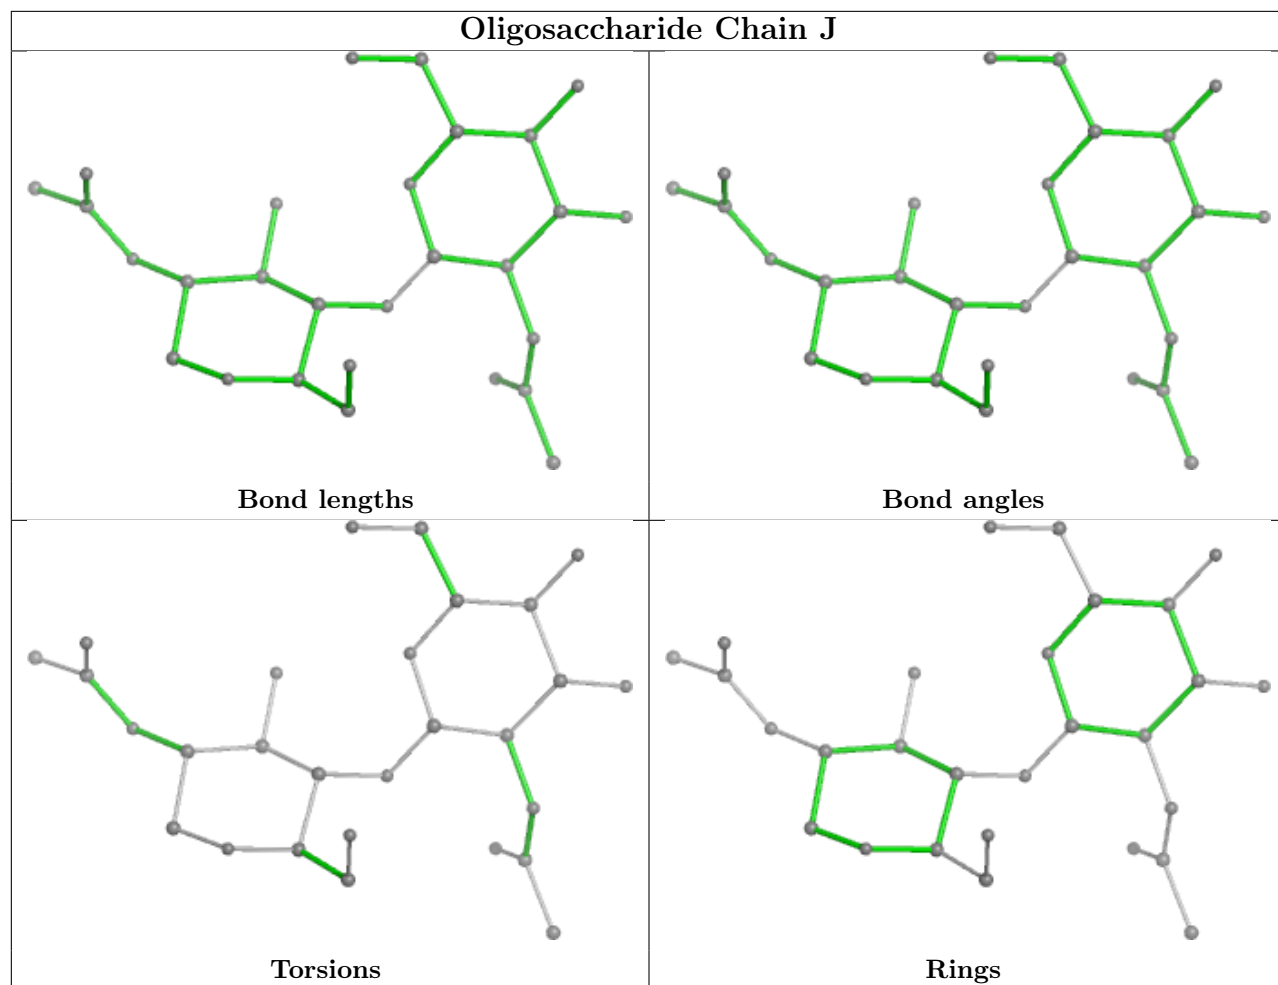 Oligosaccharide Chain J
Bond lengths
Bond angles
Torsions
Rings